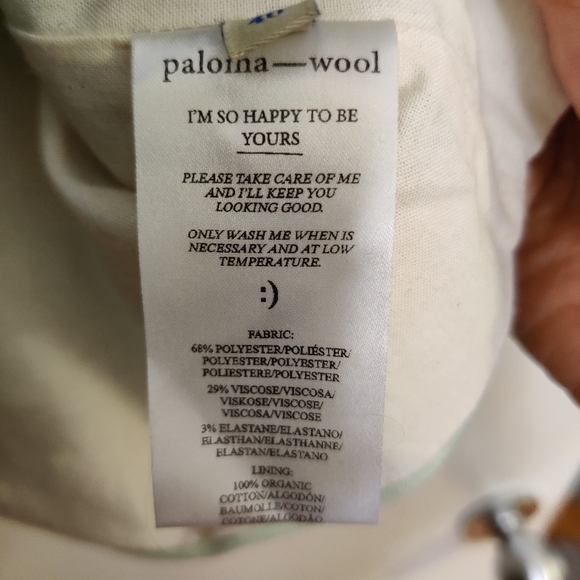 40
paloma—wool
I'M SO HAPPY TO BE
YOURS
PLEASE TAKE CARE OF ME
AND I'LL KEEP YOU
LOOKING GOOD.
ONLY WASH ME WHEN IS
NECESSARY AND AT LOW
TEMPERATURE.
:)
FABRIC:
68% POLYESTER/POLIÉSTER/
POLYESTER/POLYESTER/
POLIESTERE/POLYESTER
29% VISCOSE/VISCOSA/
VISKOSE/VISCOSE/
VISCOSA/VISCOSE
3% ELASTANE/ELASTANO/
ELASTHAN/ELASTHANNE/
ELASTAN/ELASTANO
LINING:
100% ORGANIC
COTTON/ALGODÓN/
BAUMOLLE/COTON/
COTONE/ALGODÃO